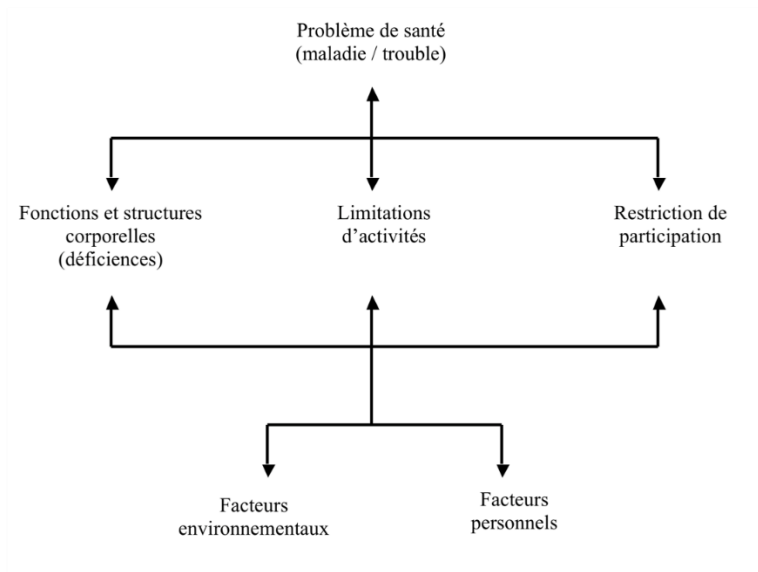 Problème de santé
(maladie / trouble)
Fonctions et structures
corporelles
(déficiences)
Limitations
d’activités
Restriction de
participation
Facteurs
environnementaux
Facteurs
personnels